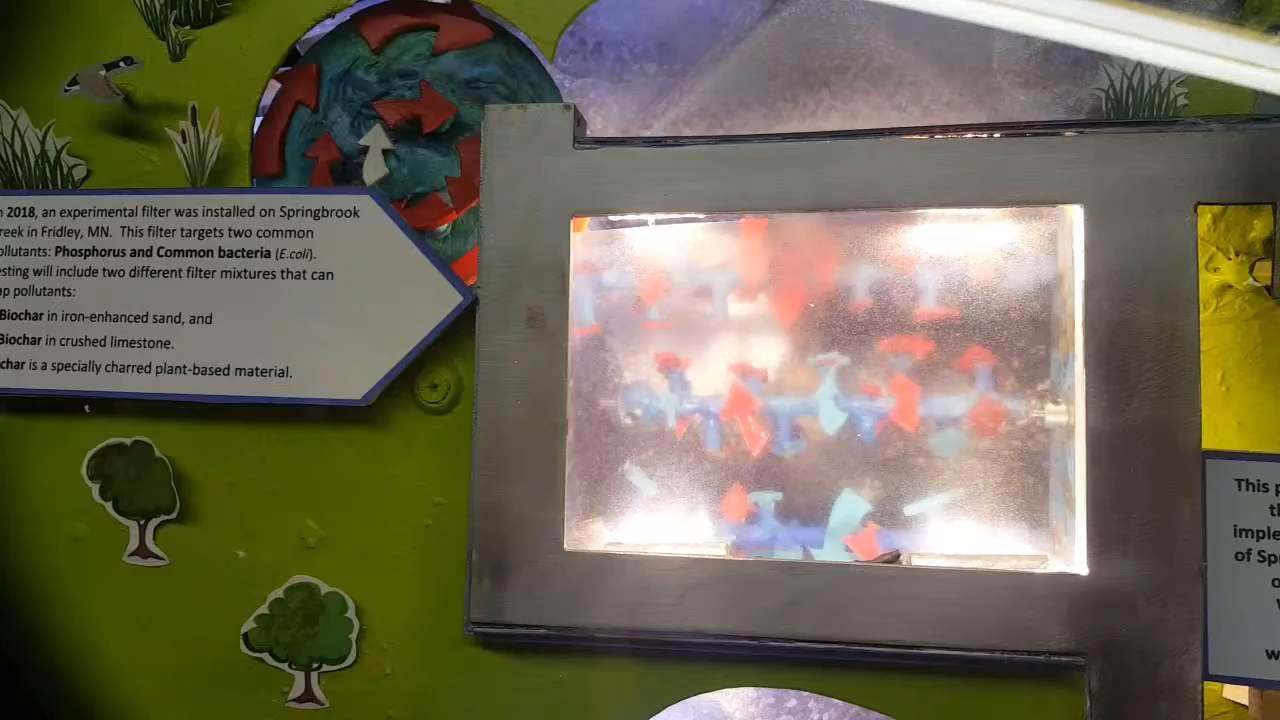 n 2018, an experimental filter was installed on Springbrook
reek in Fridley, MN. This filter targets two common
ollutants: Phosphorus and Common bacteria (E.coli).
esting will include two different filter mixtures that can
ap pollutants:
Biochar in iron-enhanced sand, and
Biochar in crushed limestone.
char is a specially charred plant-based material.
This p
th
imple
of Sp
o
w